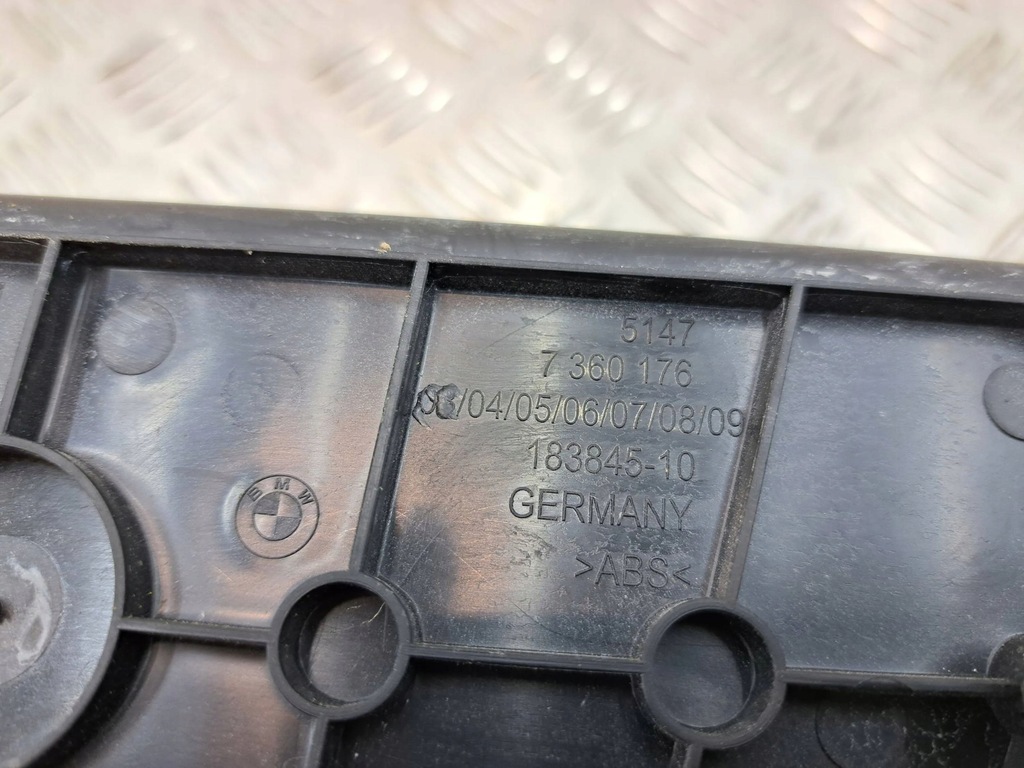 5147
7 360 176
/04/05/06/07/08/09
183845-10
GERMANY
>ABS<
BMW